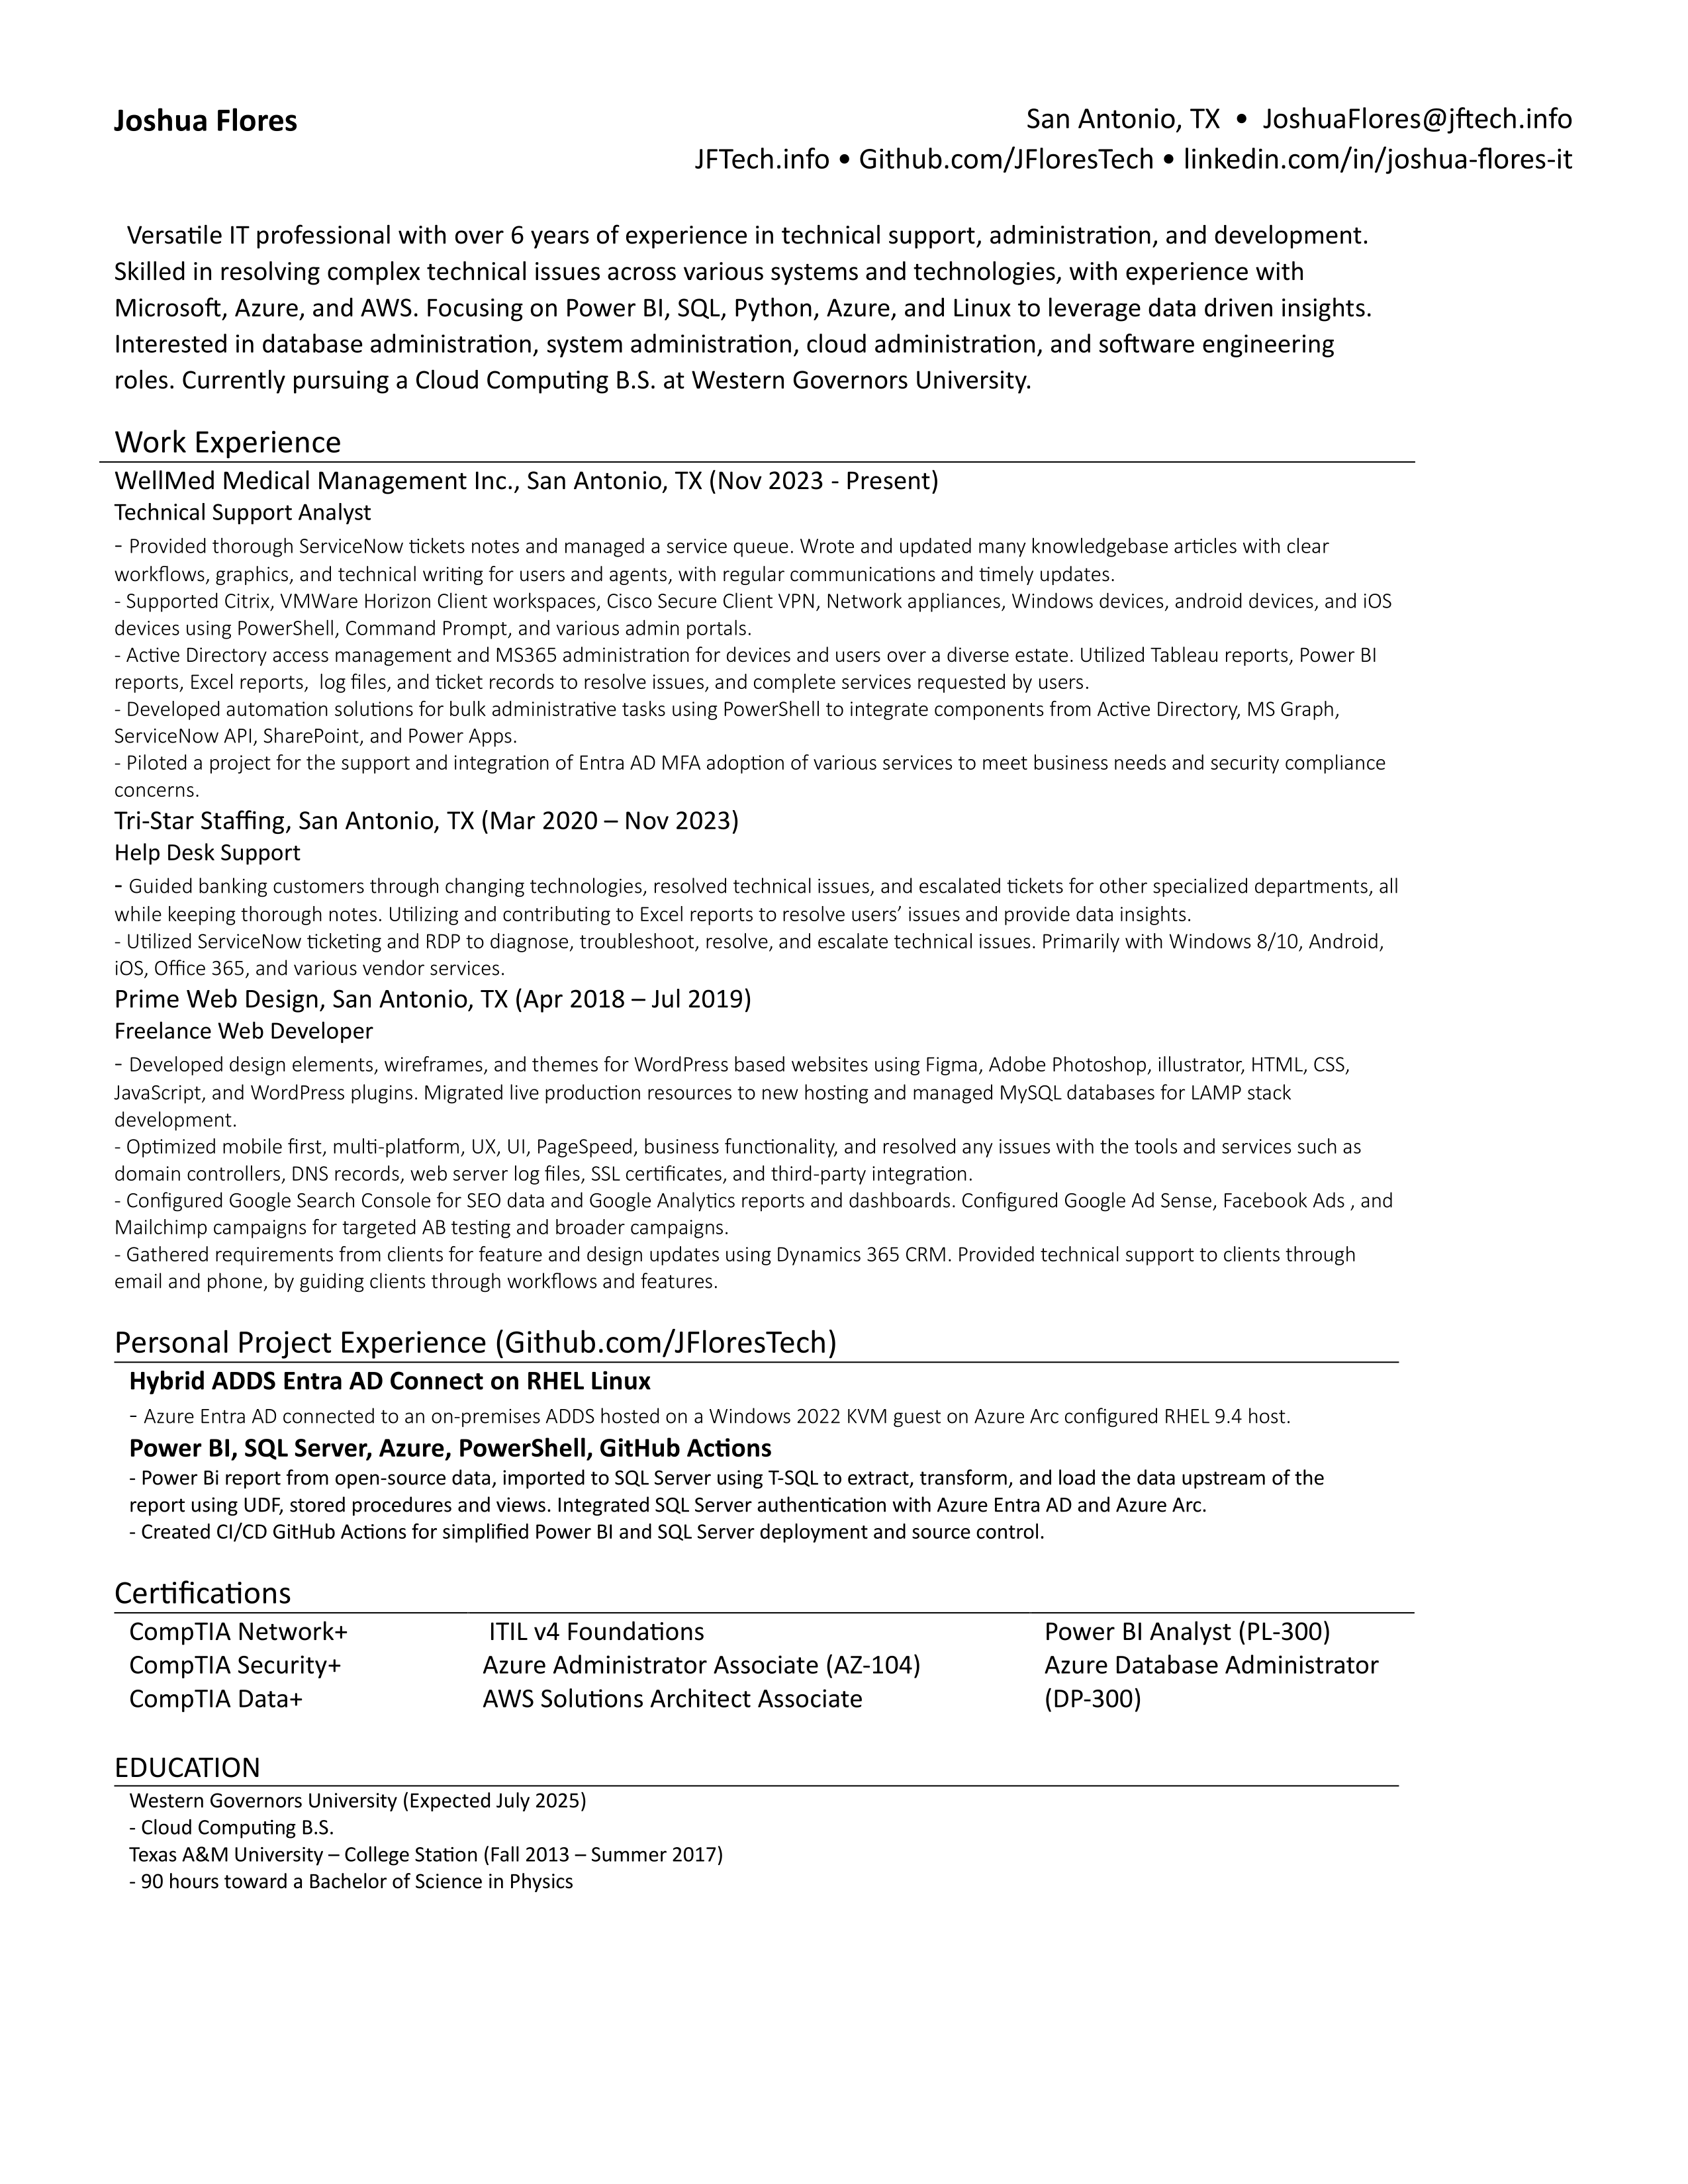 Joshua Flores
San Antonio, TX • JoshuaFlores@jftech.info
JFTech.info • Github.com/JFloresTech • linkedin.com/in/joshua-flores-it
Versatile IT professional with over 6 years of experience in technical support, administration, and development.
Skilled in resolving complex technical issues across various systems and technologies, with experience with
Microsoft, Azure, and AWS. Focusing on Power BI, SQL, Python, Azure, and Linux to leverage data driven insights.
Interested in database administration, system administration, cloud administration, and software engineering
roles. Currently pursuing a Cloud Computing B.S. at Western Governors University.
Work Experience
WellMed Medical Management Inc., San Antonio, TX (Nov 2023 - Present)
Technical Support Analyst
- Provided thorough ServiceNow tickets notes and managed a service queue. Wrote and updated many knowledgebase articles with clear
workflows, graphics, and technical writing for users and agents, with regular communications and timely updates.
- Supported Citrix, VMWare Horizon Client workspaces, Cisco Secure Client VPN, Network appliances, Windows devices, android devices, and iOS
devices using PowerShell, Command Prompt, and various admin portals.
- Active Directory access management and MS365 administration for devices and users over a diverse estate. Utilized Tableau reports, Power BI
reports, Excel reports,  log files, and ticket records to resolve issues, and complete services requested by users.
- Developed automation solutions for bulk administrative tasks using PowerShell to integrate components from Active Directory, MS Graph,
ServiceNow API, SharePoint, and Power Apps.
- Piloted a project for the support and integration of Entra AD MFA adoption of various services to meet business needs and security compliance
concerns.
Tri-Star Staffing, San Antonio, TX (Mar 2020 – Nov 2023)
Help Desk Support
- Guided banking customers through changing technologies, resolved technical issues, and escalated tickets for other specialized departments, all
while keeping thorough notes. Utilizing and contributing to Excel reports to resolve users’ issues and provide data insights.
- Utilized ServiceNow ticketing and RDP to diagnose, troubleshoot, resolve, and escalate technical issues. Primarily with Windows 8/10, Android,
iOS, Office 365, and various vendor services.
Prime Web Design, San Antonio, TX (Apr 2018 – Jul 2019)
Freelance Web Developer
- Developed design elements, wireframes, and themes for WordPress based websites using Figma, Adobe Photoshop, illustrator, HTML, CSS,
JavaScript, and WordPress plugins. Migrated live production resources to new hosting and managed MySQL databases for LAMP stack
development.
- Optimized mobile first, multi-platform, UX, UI, PageSpeed, business functionality, and resolved any issues with the tools and services such as
domain controllers, DNS records, web server log files, SSL certificates, and third-party integration.
- Configured Google Search Console for SEO data and Google Analytics reports and dashboards. Configured Google Ad Sense, Facebook Ads , and
Mailchimp campaigns for targeted AB testing and broader campaigns.
- Gathered requirements from clients for feature and design updates using Dynamics 365 CRM. Provided technical support to clients through
email and phone, by guiding clients through workflows and features.
Personal Project Experience (Github.com/JFloresTech)
Hybrid ADDS Entra AD Connect on RHEL Linux
- Azure Entra AD connected to an on-premises ADDS hosted on a Windows 2022 KVM guest on Azure Arc configured RHEL 9.4 host.
Power BI, SQL Server, Azure, PowerShell, GitHub Actions
- Power Bi report from open-source data, imported to SQL Server using T-SQL to extract, transform, and load the data upstream of the
report using UDF, stored procedures and views. Integrated SQL Server authentication with Azure Entra AD and Azure Arc.
- Created CI/CD GitHub Actions for simplified Power BI and SQL Server deployment and source control.
Certifications
CompTIA Network+
CompTIA Security+
CompTIA Data+
ITIL v4 Foundations
Azure Administrator Associate (AZ-104)
AWS Solutions Architect Associate
Power BI Analyst (PL-300)
Azure Database Administrator
(DP-300)
EDUCATION
Western Governors University (Expected July 2025)
- Cloud Computing B.S.
Texas A&M University – College Station (Fall 2013 – Summer 2017)
- 90 hours toward a Bachelor of Science in Physics